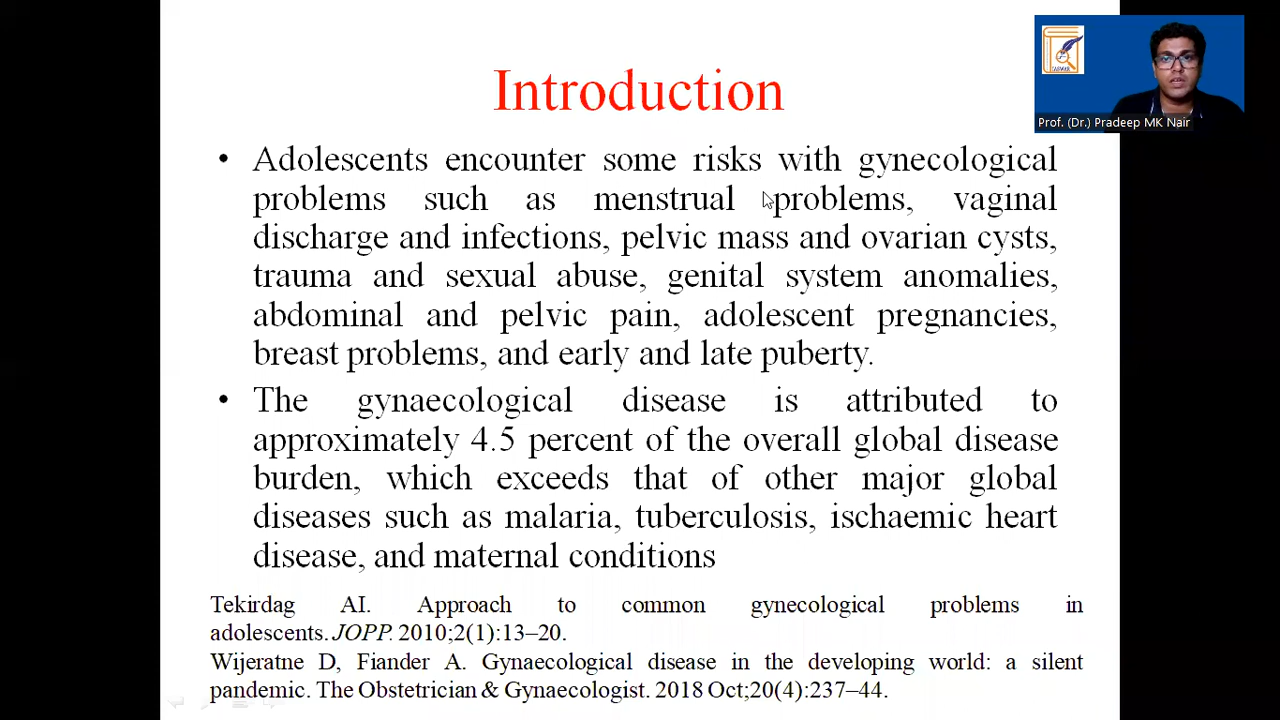 Introduction
Prof. (Dr.) Pradeep MK Nair
• Adolescents encounter some risks with gynecological
problems such as menstrual problems, vaginal
discharge and infections, pelvic mass and ovarian cysts,
trauma and sexual abuse, genital system anomalies,
abdominal and pelvic pain, adolescent pregnancies,
breast problems, and early and late puberty.
• The gynaecological disease is attributed to
approximately 4.5 percent of the overall global disease
burden, which exceeds that of other major global
diseases such as malaria, tuberculosis, ischaemic heart
disease, and maternal conditions
Tekirdag AI. Approach to common gynecological problems in
adolescents. JOPP. 2010;2(1):13–20.
Wijeratne D, Fiander A. Gynaecological disease in the developing world: a silent
pandemic. The Obstetrician & Gynaecologist. 2018 Oct;20(4):237–44.